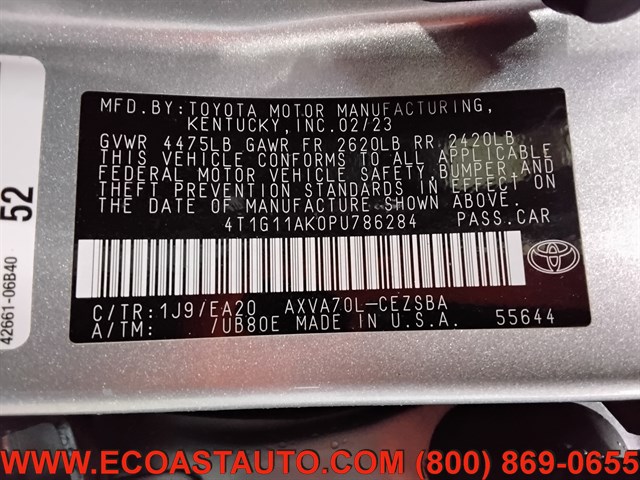 MFD.BY:TOYOTA MOTOR MANUFACTURING,
KENTUCKY,INC.02/23
GVWR 4475LB GAWR FR 2620LB RR 2420LB
THIS VEHICLE CONFORMS TO ALL APPLICABLE
FEDERAL MOTOR VEHICLE SAFETY,BUMPER,AND
THEFT PREVENTION STANDARDS IN EFFECT ON
THE DATE OF MANUFACTURE SHOWN ABOVE.
4T1G11AK0PU786284 PASS.CAR
C/TR:1J9/EA20 AXVA70L-CEZSBA
A/TM: /UB80E MADE IN U.S.A. 55644
52
42661-06B40
WWW.ECOASTAUTO.COM (800) 869-0655